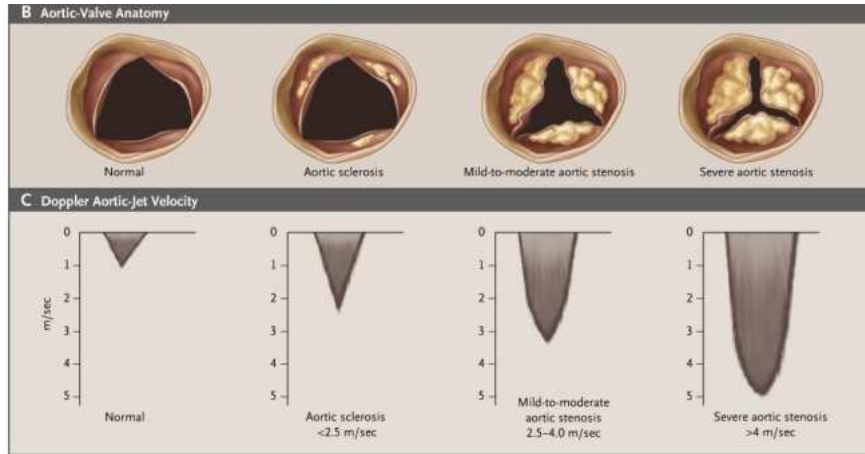 B Aortic-Valve Anatomy
Normal
Aortic sclerosis
Mild-to-moderate aortic stenosis
Severe aortic stenosis
C Doppler Aortic-Jet Velocity
m/sec
0
1
2
3
4
5
Normal
0
1
2
3
4
5
Aortic sclerosis
<2.5 m/sec
0
1
2
3
4
5
Mild-to-moderate
aortic stenosis
2.5–4.0 m/sec
0
1
2
3
4
5
Severe aortic stenosis
>4 m/sec